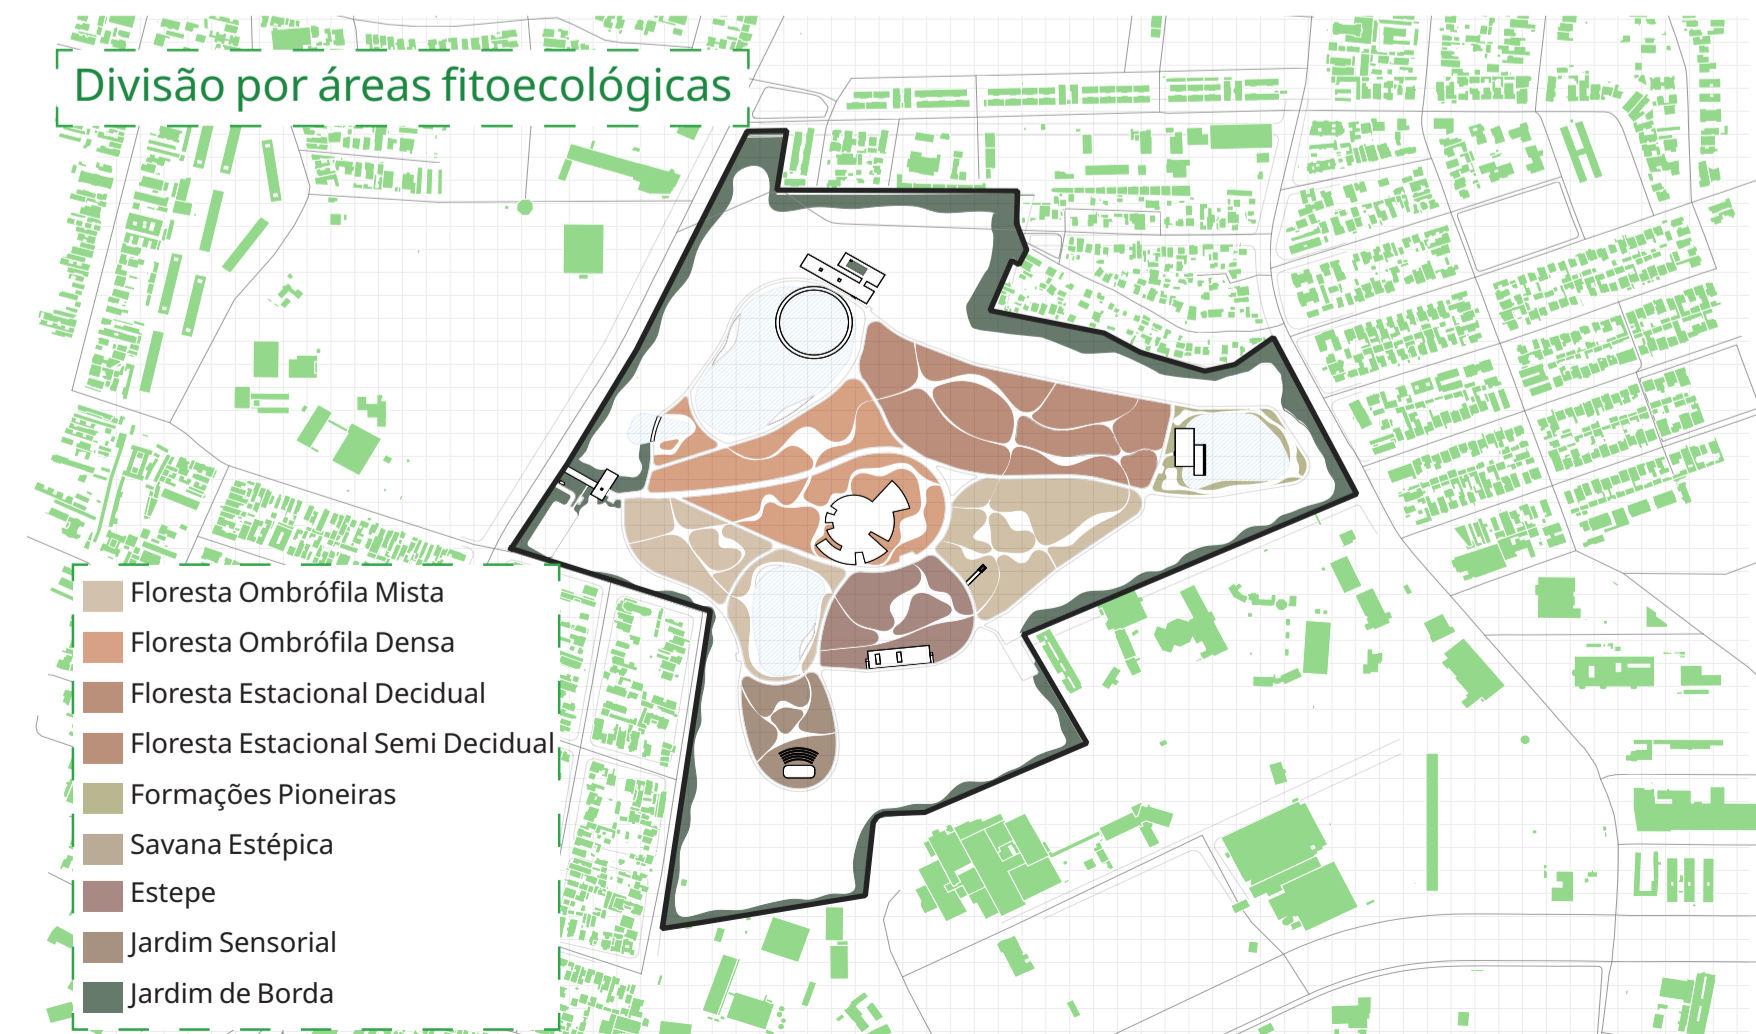 Divisão por áreas fitoecológicas
Floresta Ombrófila Mista
Floresta Ombrófila Densa
Floresta Estacional Decidual
Floresta Estacional Semi Decidual
Formações Pioneiras
Savana Estépica
Estepe
Jardim Sensorial
Jardim de Borda